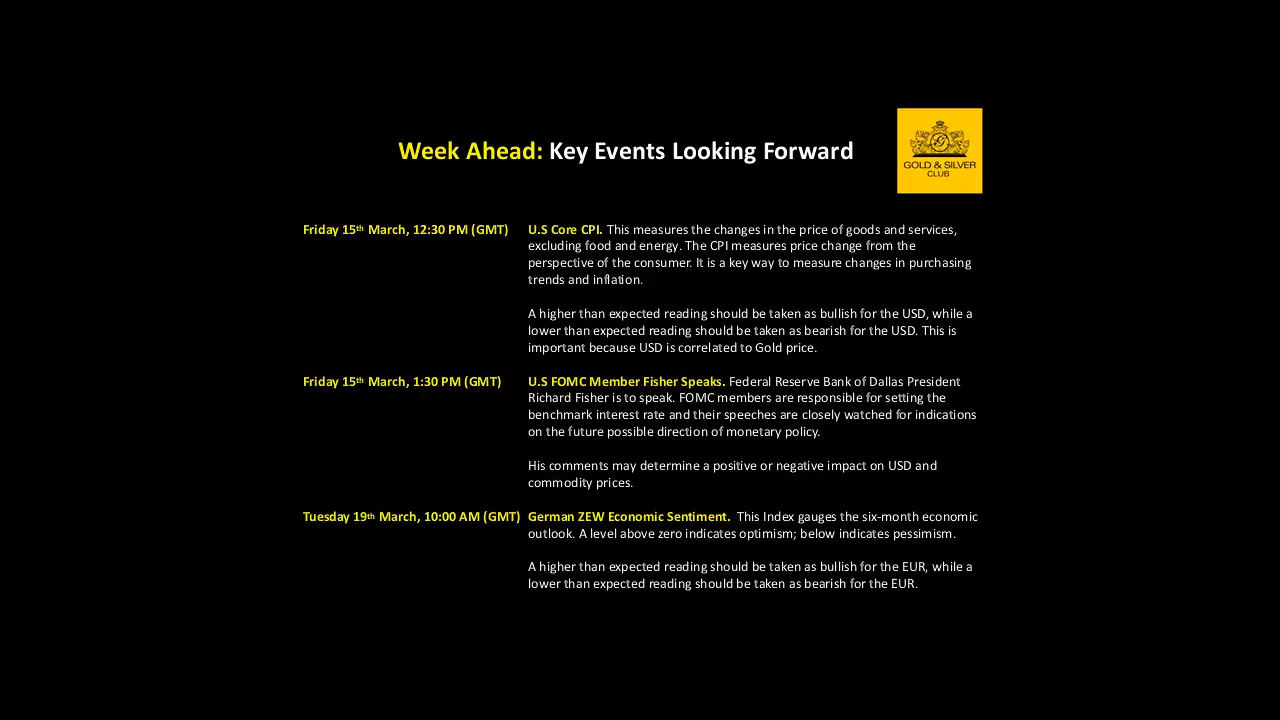 Week Ahead: Key Events Looking Forward
GOLD & SILVER
CLUB
Friday 15th March, 12:30 PM (GMT) U.S Core CPI. This measures the changes in the price of goods and services,
excluding food and energy. The CPI measures price change from the
perspective of the consumer. It is a key way to measure changes in purchasing
trends and inflation.
A higher than expected reading should be taken as bullish for the USD, while a
lower than expected reading should be taken as bearish for the USD. This is
important because USD is correlated to Gold price.
Friday 15th March, 1:30 PM (GMT) U.S FOMC Member Fisher Speaks. Federal Reserve Bank of Dallas President
Richard Fisher is to speak. FOMC members are responsible for setting the
benchmark interest rate and their speeches are closely watched for indications
on the future possible direction of monetary policy.
His comments may determine a positive or negative impact on USD and
commodity prices.
Tuesday 19th March, 10:00 AM (GMT) German ZEW Economic Sentiment. This Index gauges the six-month economic
outlook. A level above zero indicates optimism; below indicates pessimism.
A higher than expected reading should be taken as bullish for the EUR, while a
lower than expected reading should be taken as bearish for the EUR.